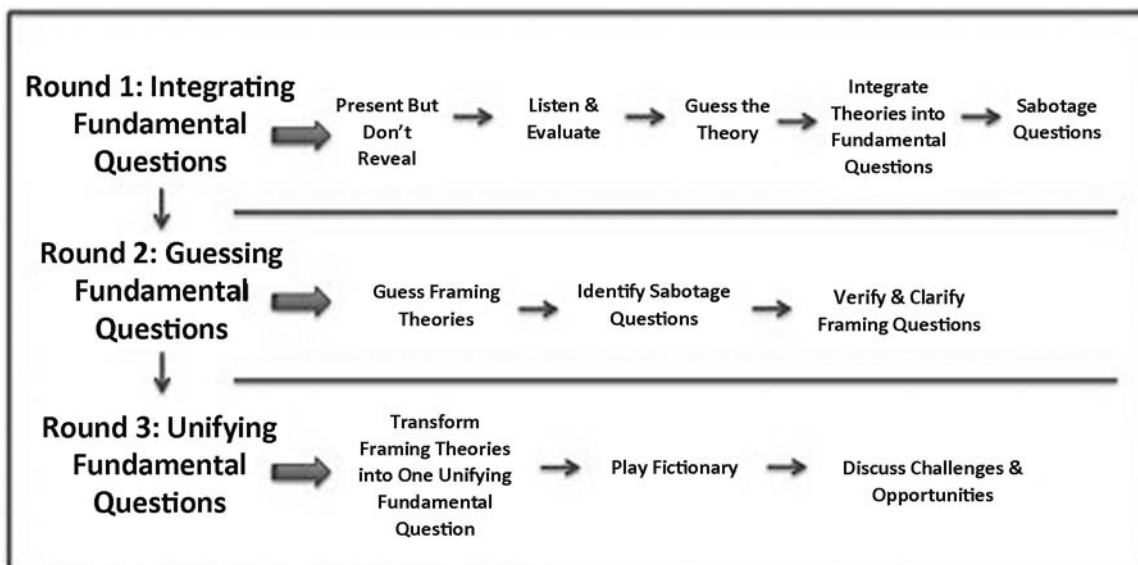 Round 1: Integrating
Fundamental
Questions
Present But
Don't
Reveal
Listen &
Evaluate
Guess the
Theory
Integrate
Theories into
Fundamental
Questions
Sabotage
Questions
Round 2: Guessing
Fundamental
Questions
Guess Framing
Theories
Identify Sabotage
Questions
Verify & Clarify
Framing Questions
Round 3: Unifying
Fundamental
Questions
Transform
Framing Theories
into One Unifying
Fundamental
Question
Play Fictionary
Discuss Challenges &
Opportunities